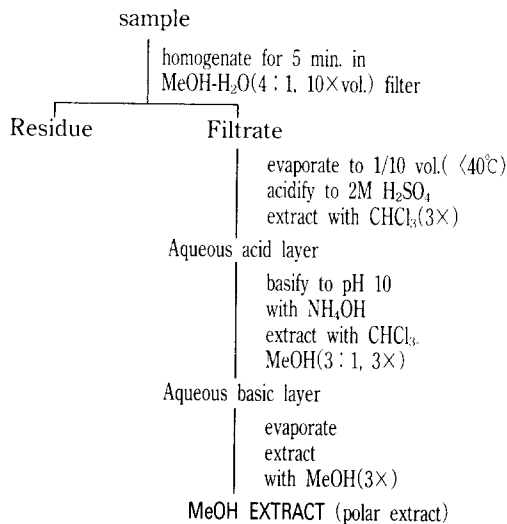 sample
homogenate for 5 min. in
MeOH-H₂O(4 : 1, 10×vol.) filter
Residue
Filtrate
evaporate to 1/10 vol.( <40℃)
acidify to 2M H₂SO₄
extract with CHCl₃(3×)
Aqueous acid layer
basify to pH 10
with NH₄OH
extract with CHCl₃-
MeOH(3 : 1, 3×)
Aqueous basic layer
evaporate
extract
with MeOH(3×)
MeOH EXTRACT (polar extract)